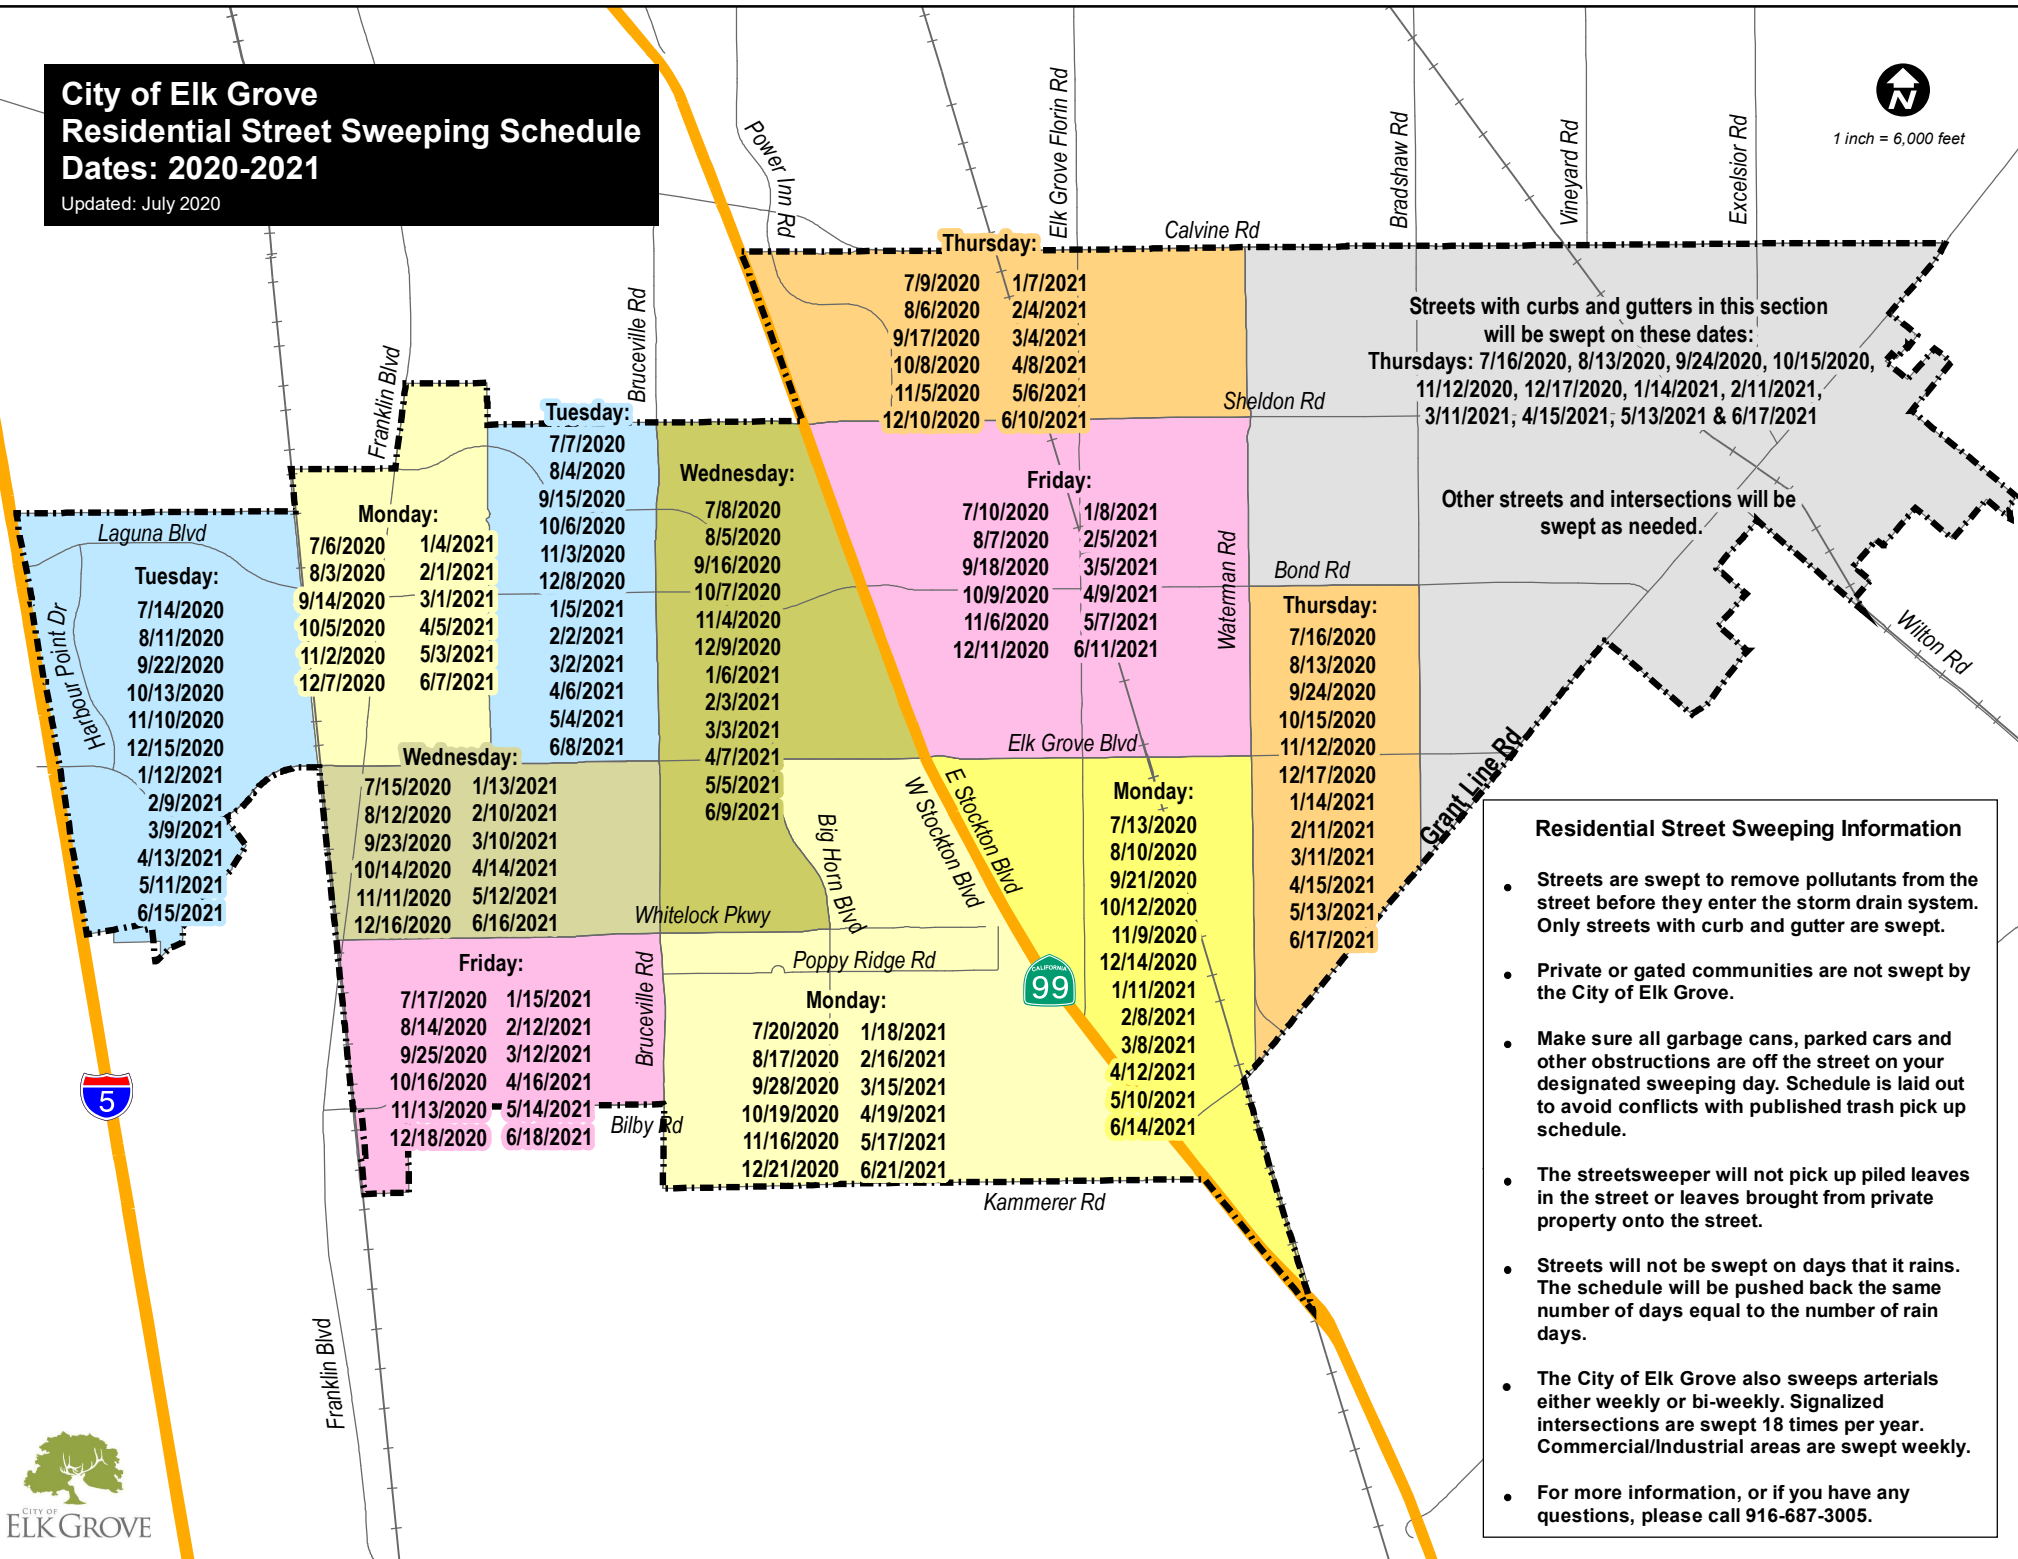 City of Elk Grove
Residential Street Sweeping Schedule
Dates: 2020-2021
Updated: July 2020
N
1 inch = 6,000 feet
Power Inn Rd
Elk Grove Florin Rd
Calvine Rd
Bradshaw Rd
Vineyard Rd
Excelsior Rd
Thursday:
7/9/2020 1/7/2021
8/6/2020 2/4/2021
9/17/2020 3/4/2021
10/8/2020 4/8/2021
11/5/2020 5/6/2021
12/10/2020 6/10/2021
Streets with curbs and gutters in this section
will be swept on these dates:
Thursdays: 7/16/2020, 8/13/2020, 9/24/2020, 10/15/2020,
11/12/2020, 12/17/2020, 1/14/2021, 2/11/2021,
3/11/2021, 4/15/2021, 5/13/2021 & 6/17/2021
Other streets and intersections will be
swept as needed.
Franklin Blvd
Bruceville Rd
Sheldon Rd
Laguna Blvd
Harbour Point Dr
Tuesday:
7/14/2020
8/11/2020
9/22/2020
10/13/2020
11/10/2020
12/15/2020
1/12/2021
2/9/2021
3/9/2021
4/13/2021
5/11/2021
6/15/2021
Monday:
7/6/2020 1/4/2021
8/3/2020 2/1/2021
9/14/2020 3/1/2021
10/5/2020 4/5/2021
11/2/2020 5/3/2021
12/7/2020 6/7/2021
Tuesday:
7/7/2020
8/4/2020
9/15/2020
10/6/2020
11/3/2020
12/8/2020
1/5/2021
2/2/2021
3/2/2021
4/6/2021
5/4/2021
6/8/2021
Wednesday:
7/8/2020
8/5/2020
9/16/2020
10/7/2020
11/4/2020
12/9/2020
1/6/2021
2/3/2021
3/3/2021
4/7/2021
5/5/2021
6/9/2021
Friday:
7/10/2020 1/8/2021
8/7/2020 2/5/2021
9/18/2020 3/5/2021
10/9/2020 4/9/2021
11/6/2020 5/7/2021
12/11/2020 6/11/2021
Waterman Rd
Bond Rd
Thursday:
7/16/2020
8/13/2020
9/24/2020
10/15/2020
11/12/2020
12/17/2020
1/14/2021
2/11/2021
3/11/2021
4/15/2021
5/13/2021
6/17/2021
Wilton Rd
Grant Line Rd
Elk Grove Blvd
Wednesday:
7/15/2020 1/13/2021
8/12/2020 2/10/2021
9/23/2020 3/10/2021
10/14/2020 4/14/2021
11/11/2020 5/12/2021
12/16/2020 6/16/2021
Big Horn Blvd
W Stockton Blvd
E Stockton Blvd
Monday:
7/13/2020
8/10/2020
9/21/2020
10/12/2020
11/9/2020
12/14/2020
1/11/2021
2/8/2021
3/8/2021
4/12/2021
5/10/2021
6/14/2021
Whitelock Pkwy
Poppy Ridge Rd
Bruceville Rd
CALIFORNIA
99
Friday:
7/17/2020 1/15/2021
8/14/2020 2/12/2021
9/25/2020 3/12/2021
10/16/2020 4/16/2021
11/13/2020 5/14/2021
12/18/2020 6/18/2021
Bilby Rd
Monday:
7/20/2020 1/18/2021
8/17/2020 2/16/2021
9/28/2020 3/15/2021
10/19/2020 4/19/2021
11/16/2020 5/17/2021
12/21/2020 6/21/2021
Kammerer Rd
5
Franklin Blvd
Residential Street Sweeping Information
• Streets are swept to remove pollutants from the
street before they enter the storm drain system.
Only streets with curb and gutter are swept.
• Private or gated communities are not swept by
the City of Elk Grove.
• Make sure all garbage cans, parked cars and
other obstructions are off the street on your
designated sweeping day. Schedule is laid out
to avoid conflicts with published trash pick up
schedule.
• The streetsweeper will not pick up piled leaves
in the street or leaves brought from private
property onto the street.
• Streets will not be swept on days that it rains.
The schedule will be pushed back the same
number of days equal to the number of rain
days.
• The City of Elk Grove also sweeps arterials
either weekly or bi-weekly. Signalized
intersections are swept 18 times per year.
Commercial/Industrial areas are swept weekly.
• For more information, or if you have any
questions, please call 916-687-3005.
CITY OF
ELK GROVE